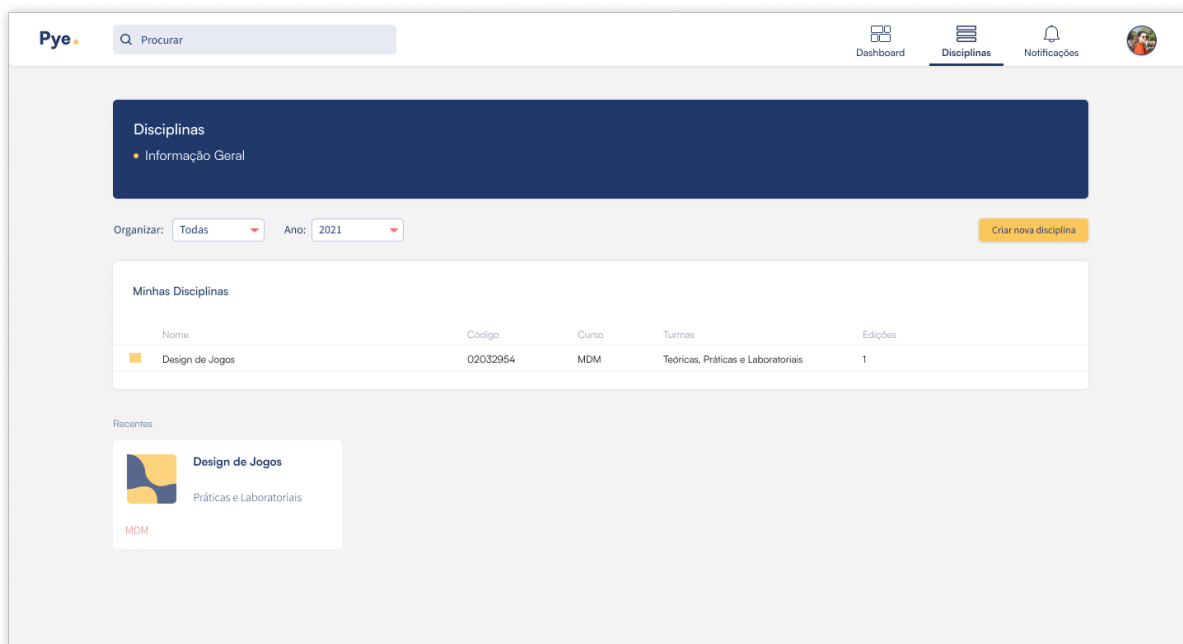 Pye.
Procurar
Dashboard
Disciplinas
Notificações
Disciplinas
• Informação Geral
Organizar: Todas Ano: 2021
Criar nova disciplina
Minhas Disciplinas
Nome Código Curso Turmas Edições
Design de Jogos 02032954 MDM Teóricas, Práticas e Laboratoriais 1
Recentes
Design de Jogos
Práticas e Laboratoriais
MDM